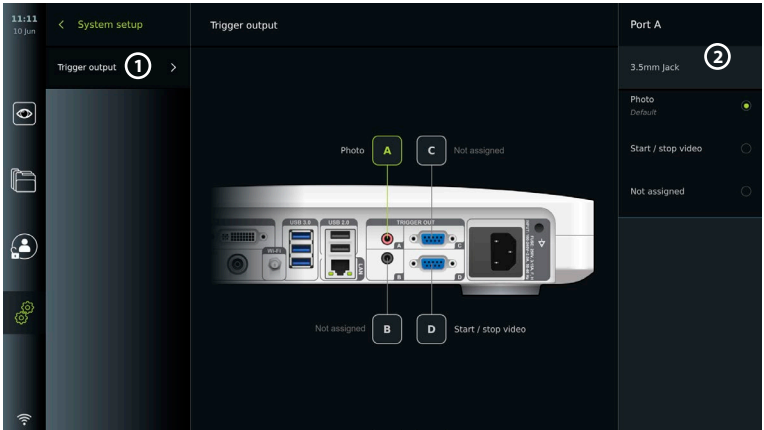 11:11
10 Jun
System setup
Trigger output
Port A
Trigger output
1
2
3.5mm Jack
Photo
Default
Start / stop video
Not assigned
Photo
A
C
Not assigned
USB 3.0
USB 2.0
TRIGGER OUT
Wi-Fi
LAN
A
C
B
D
Not assigned
B
D
Start / stop video